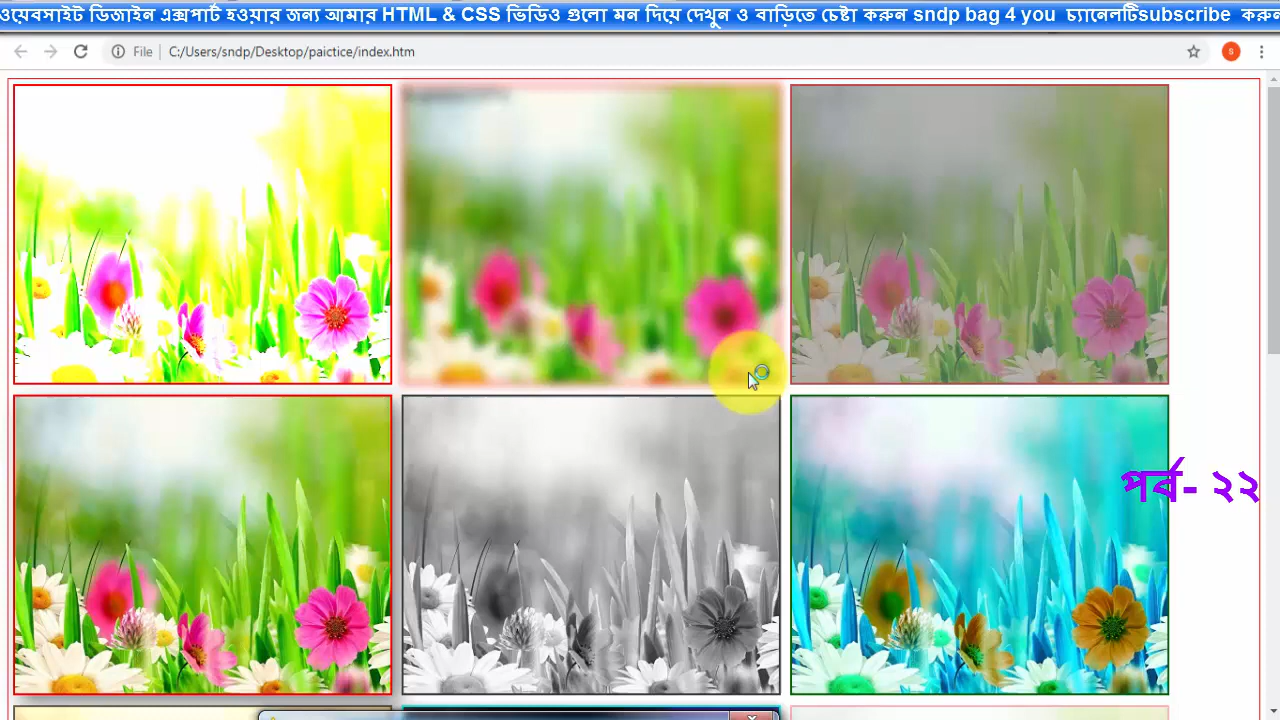 ওয়েবসাইট ডিজাইন এক্সপার্ট হওয়ার জন্য আমার HTML & CSS ভিডিও গুলো মন দিয়ে দেখুন ও বাড়িতে চেষ্টা করুন sndp bag 4 you চ্যানেলটিsubscribe করুন
File C:/Users/sndp/Desktop/paictice/index.htm S
পর্ব- ২২